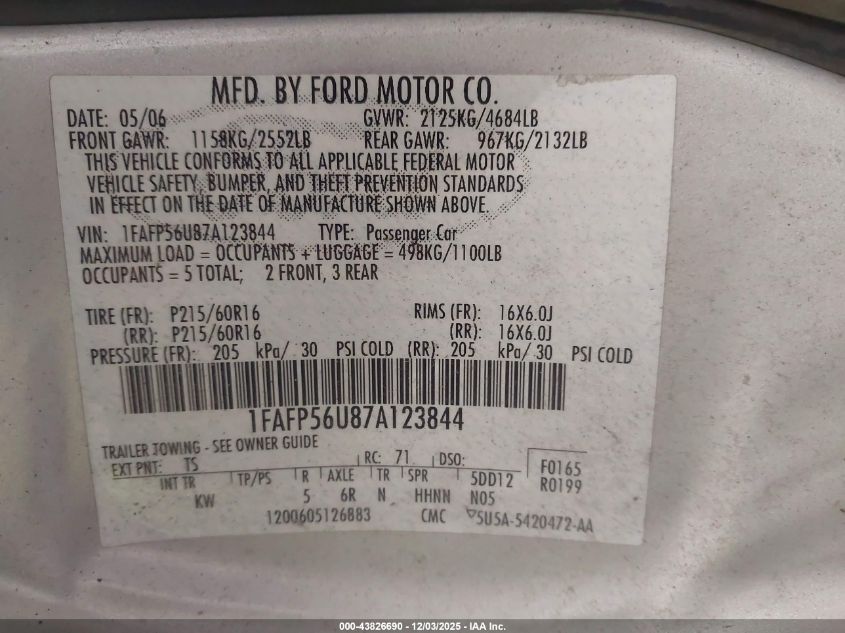 MFD. BY FORD MOTOR CO.
DATE: 05/06 GVWR: 2125KG/4684LB
FRONT GAWR: 1158KG/2552LB REAR GAWR: 967KG/2132LB
THIS VEHICLE CONFORMS TO ALL APPLICABLE FEDERAL MOTOR
VEHICLE SAFETY, BUMPER, AND THEFT PREVENTION STANDARDS
IN EFFECT ON THE DATE OF MANUFACTURE SHOWN ABOVE.
VIN: 1FAFP56U87A123844 TYPE: Passenger Car
MAXIMUM LOAD = OCCUPANTS + LUGGAGE = 498KG/1100LB
OCCUPANTS = 5 TOTAL; 2 FRONT, 3 REAR
TIRE (FR): P215/60R16 RIMS (FR): 16X6.0J
(RR): P215/60R16 (RR): 16X6.0J
PRESSURE (FR): 205 kPa/ 30 PSI COLD (RR): 205 kPa/ 30 PSI COLD
1FAFP56U87A123844
TRAILER TOWING - SEE OWNER GUIDE
EXT PNT: TS RC: 71 DSO: F0165
INT TR TP/PS R AXLE TR SPR 5DD12 R0199
KW 5 6R N HHNN N05
1200605126883 CMC 5U5A-5420472-AA
000-43826690 - 12/03/2025 - IAA Inc.